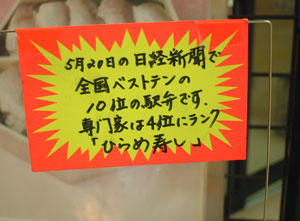 5月20日の日経新聞で
全国ベストテンの
10位の駅弁です.
専門家は4位にランク
「ひらめ寿し」